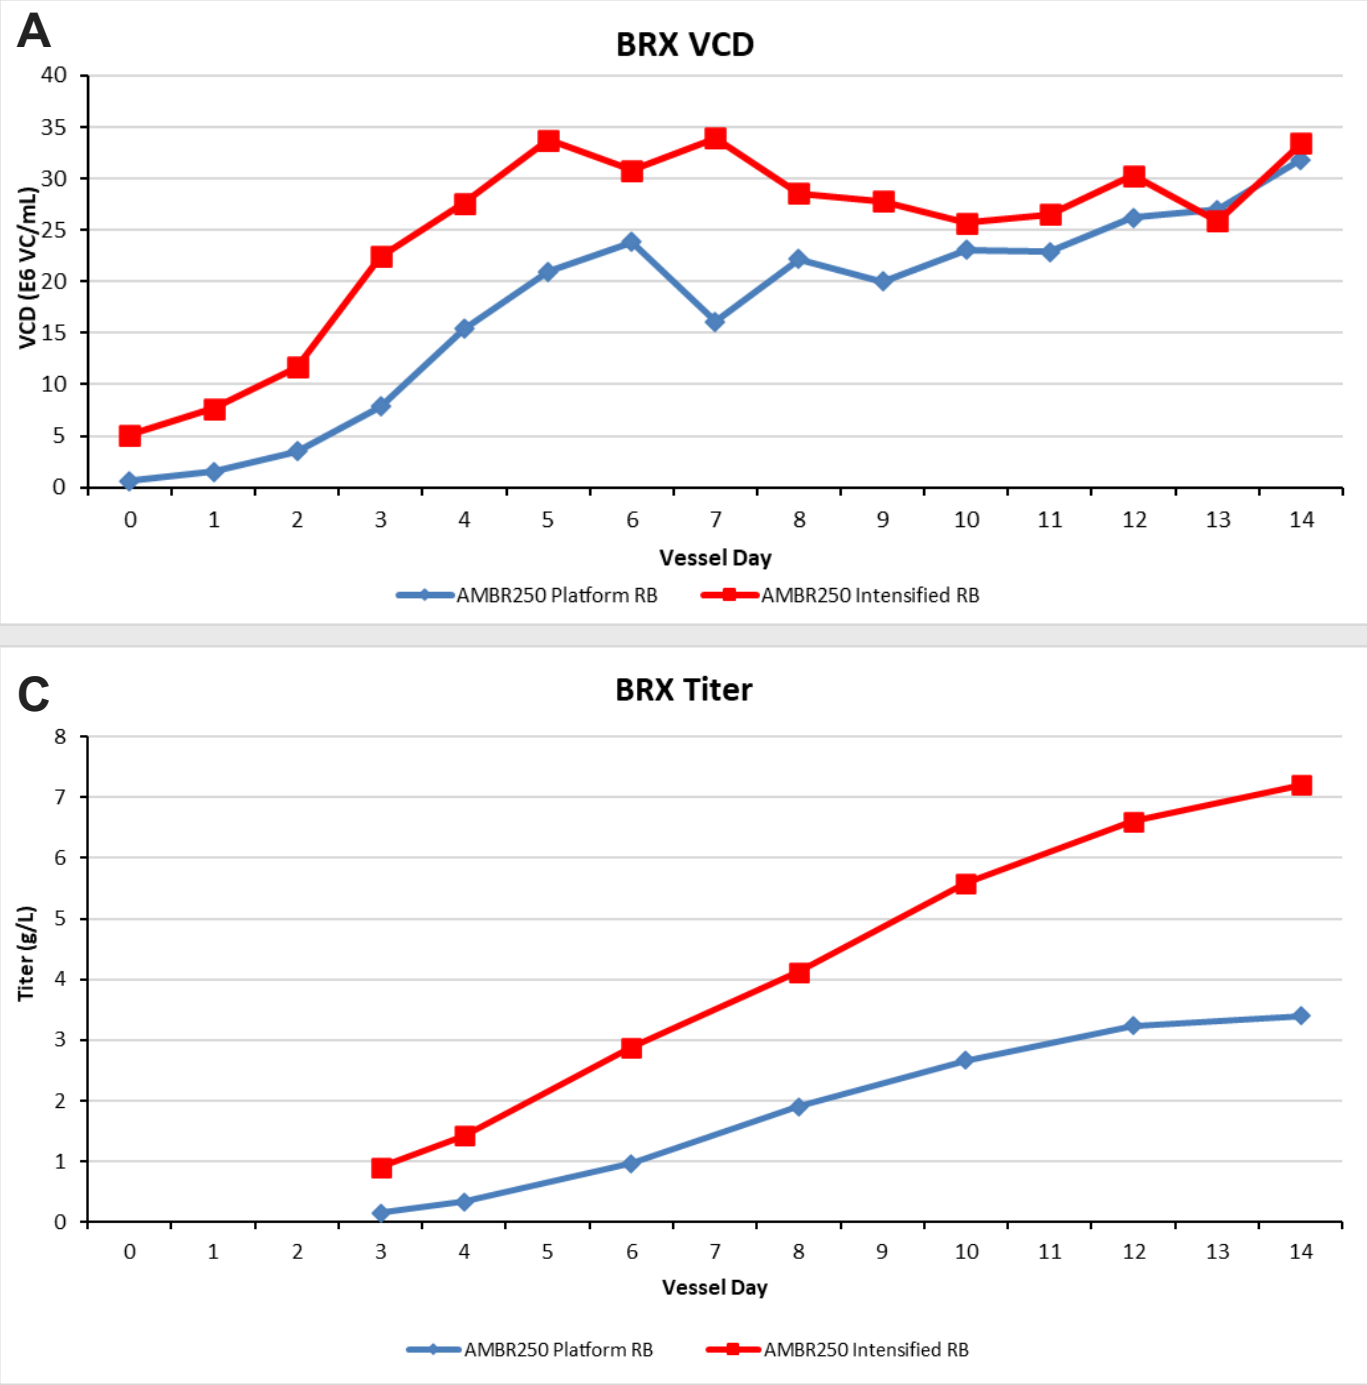 A
BRX VCD
40
35
30
25
20
15
10
5
0
VCD (E6 VC/mL)
0 1 2 3 4 5 6 7 8 9 10 11 12 13 14
Vessel Day
AMBR250 Platform RB AMBR250 Intensified RB
C
BRX Titer
8
7
6
5
4
3
2
1
0
Titer (g/L)
0 1 2 3 4 5 6 7 8 9 10 11 12 13 14
Vessel Day
AMBR250 Platform RB AMBR250 Intensified RB